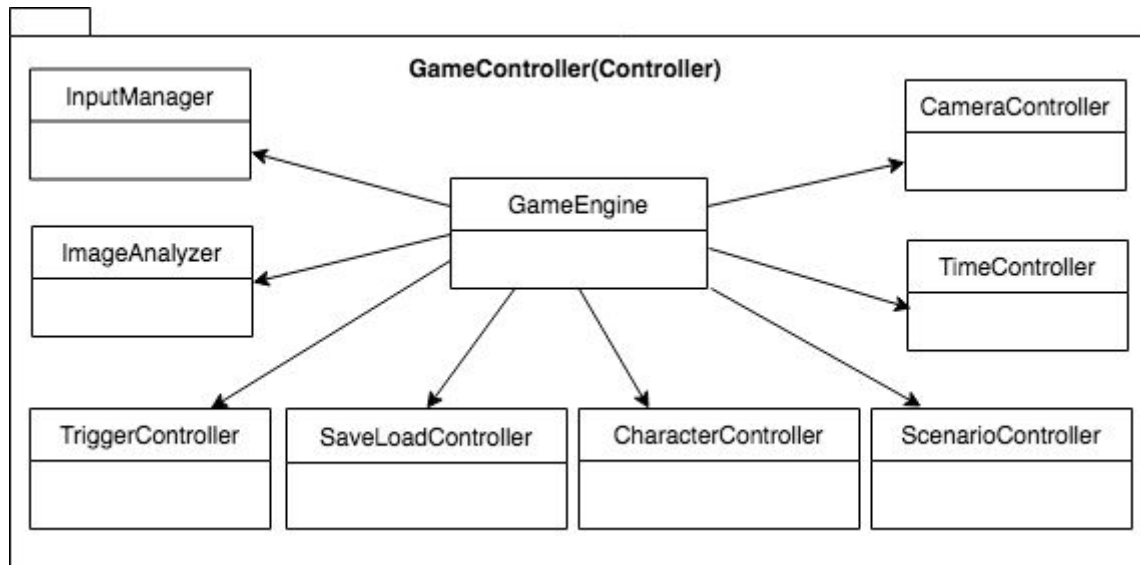 GameController(Controller)
InputManager
CameraController
GameEngine
ImageAnalyzer
TimeController
TriggerController
SaveLoadController
CharacterController
ScenarioController